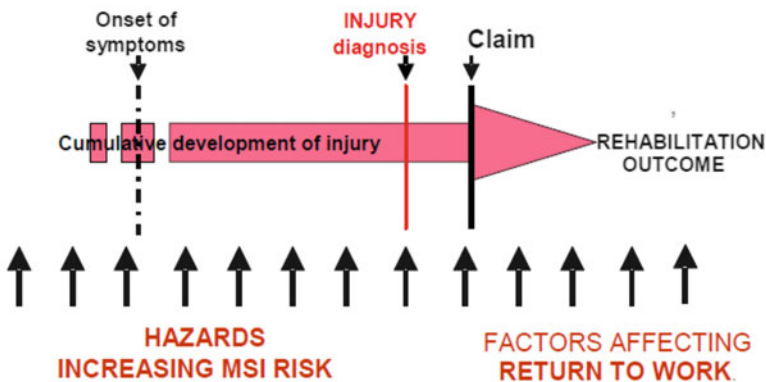 Onset of
symptoms
INJURY
diagnosis
Claim
Cumulative development of injury
,
REHABILITATION
OUTCOME
HAZARDS
INCREASING MSI RISK
FACTORS AFFECTING
RETURN TO WORK.